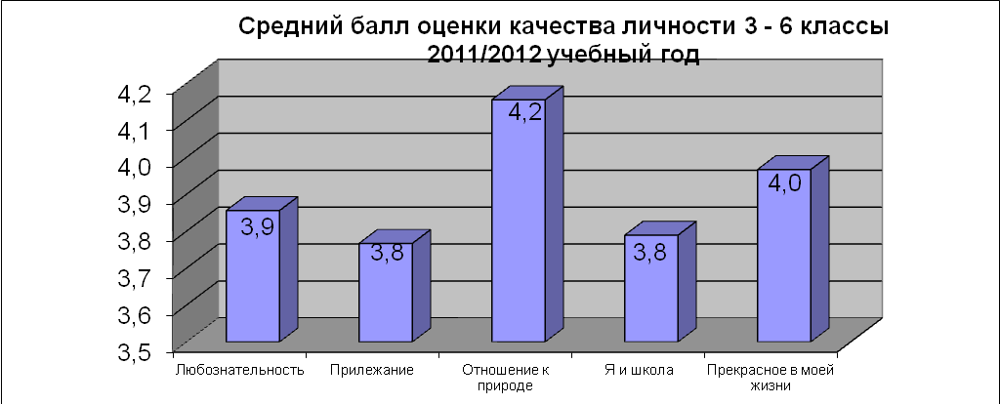 Средний балл оценки качества личности 3 - 6 классы
2011/2012 учебный год
4,2
4,1
4,0
3,9
3,8
3,7
3,6
3,5
3,9
3,8
4,2
3,8
4,0
Любознательность
Прилежание
Отношение к
природе
Я и школа
Прекрасное в моей
жизни